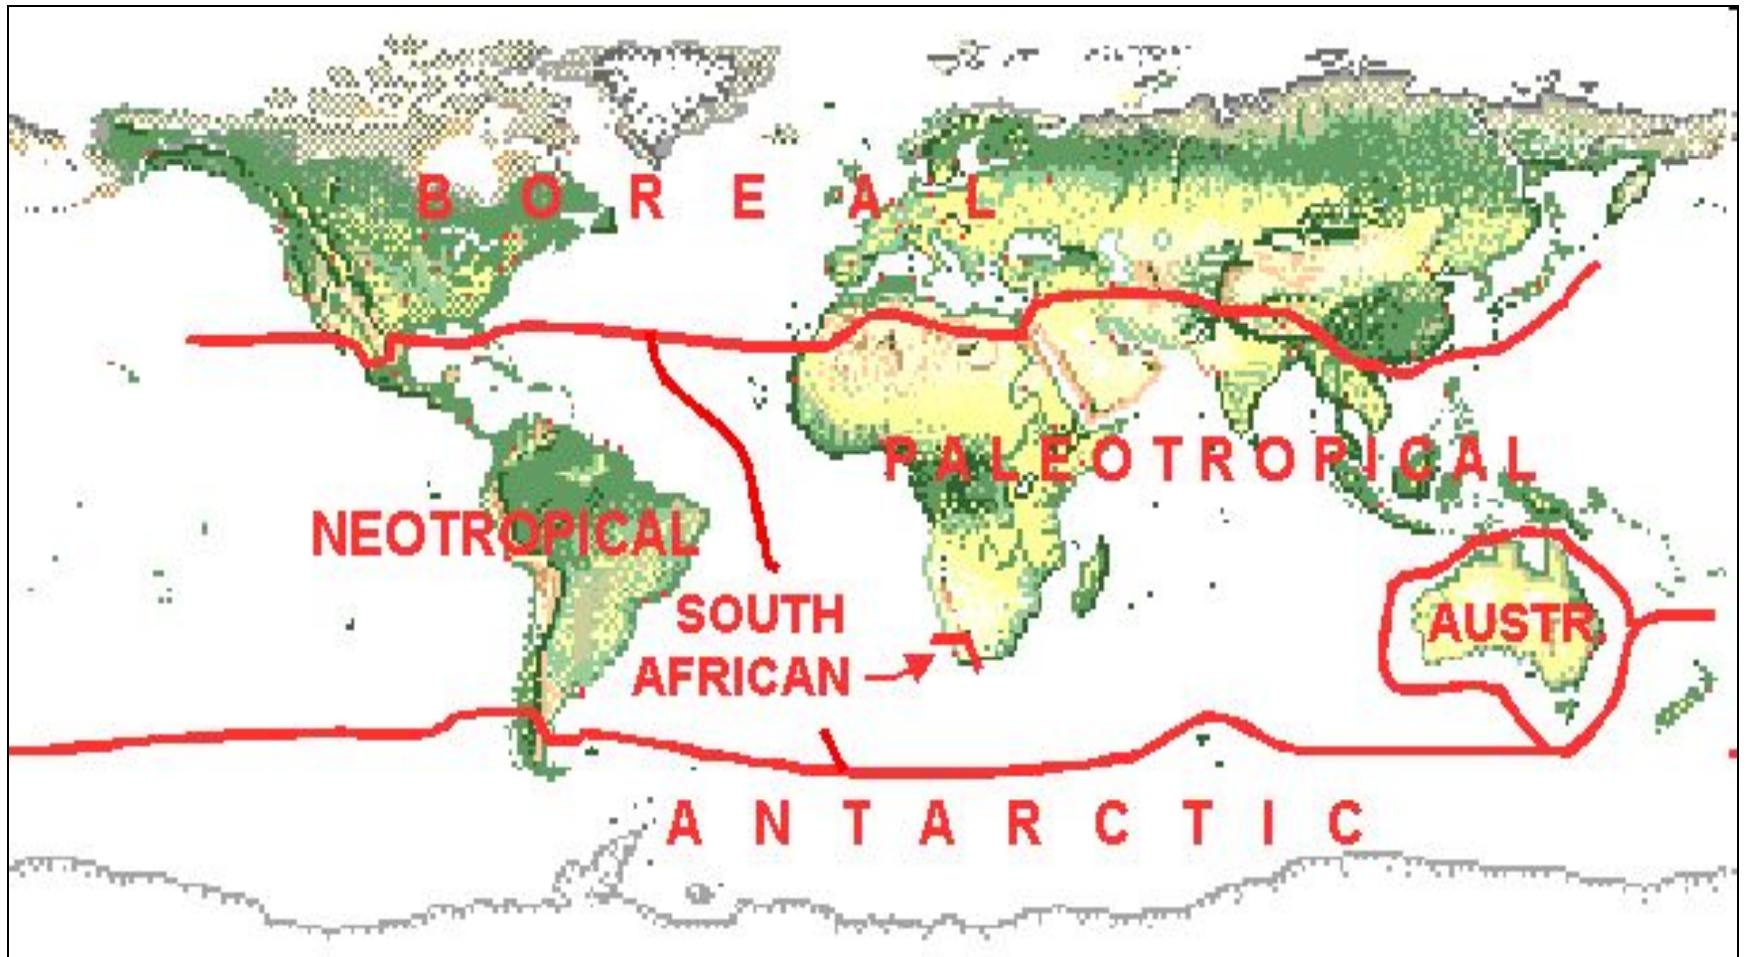 B O R E A L
PALEOTROPICAL
NEOTROPICAL
SOUTH
AFRICAN
AUSTR
A N T A R C T I C